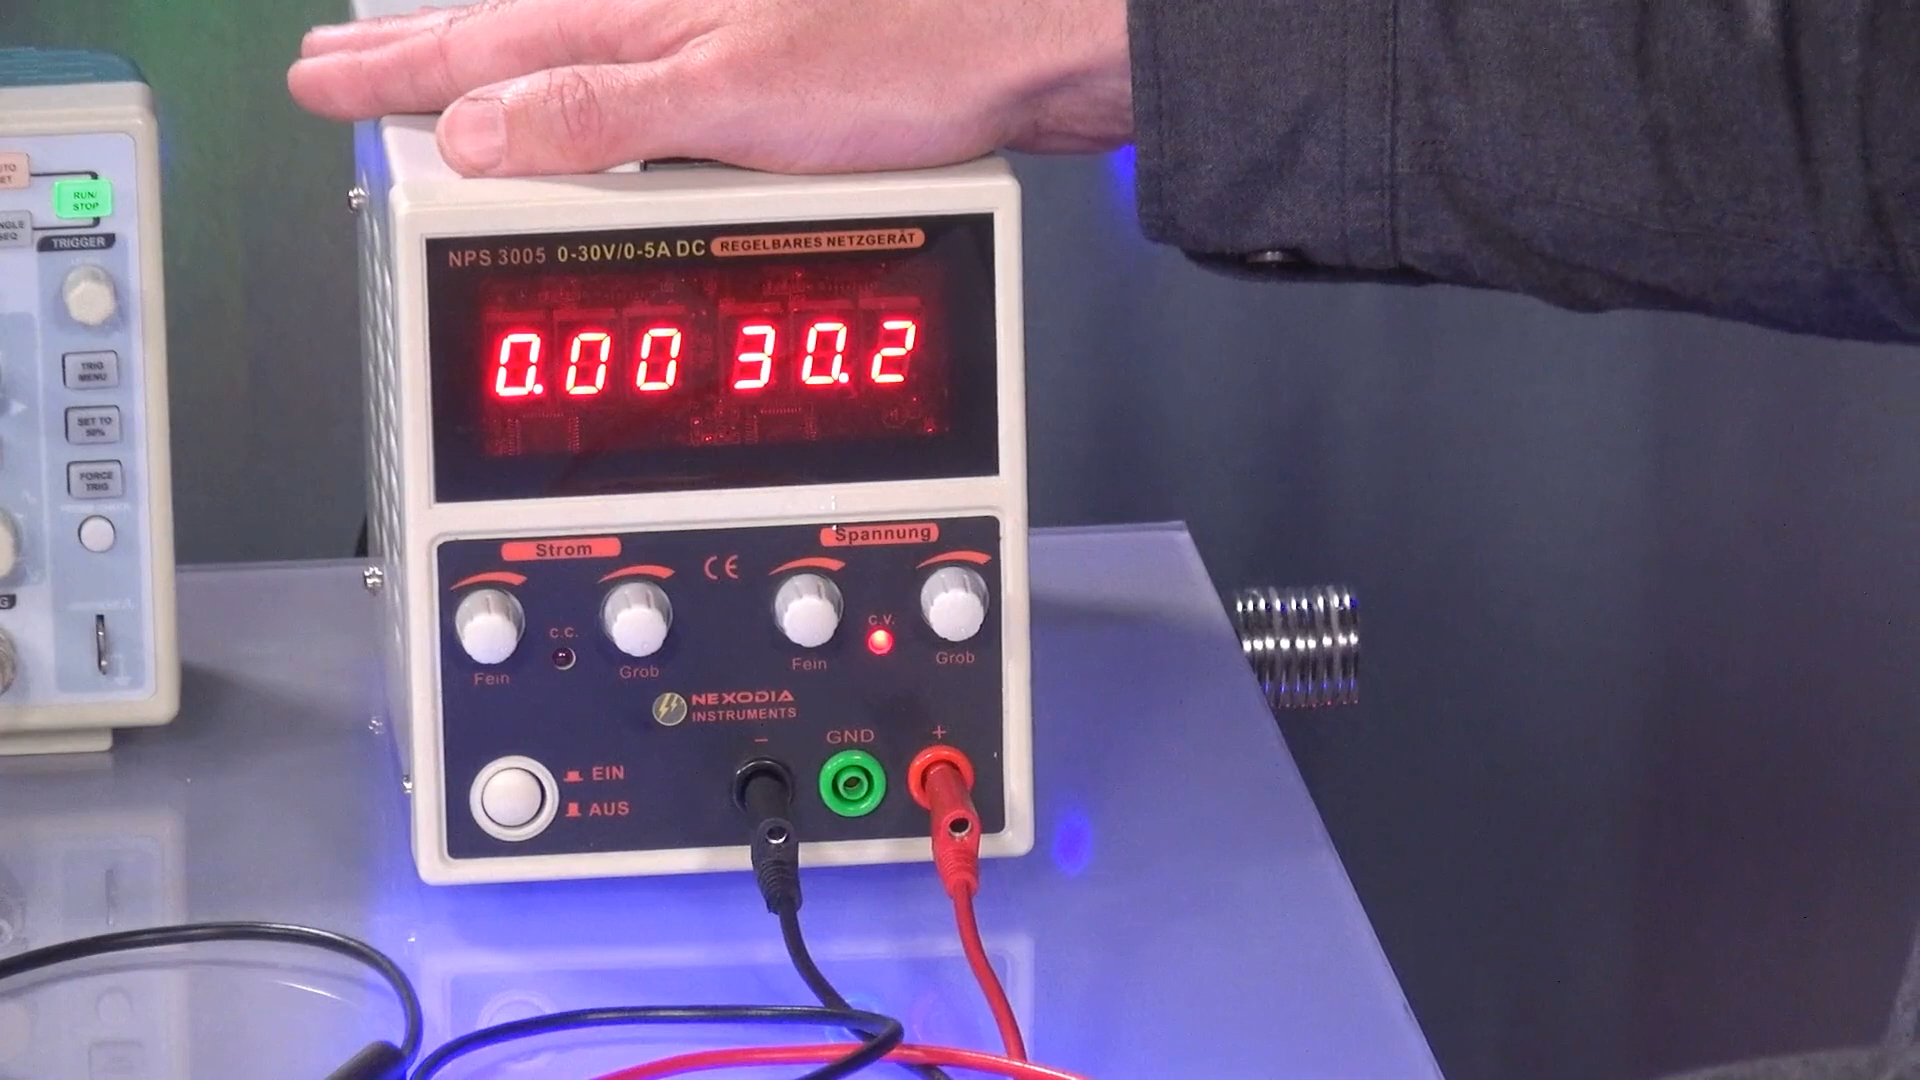 RUN/
STOP
TRIGGER
TRIG
MENU
SET TO
50%
FORCE
TRIG
NPS 3005 0-30V/0-5A DC REGELBARES NETZGERÄT
0.00 30.2
Strom
CE
Spannung
C.C.
C.V.
Fein
Grob
Fein
Grob
NEXODIA
INSTRUMENTS
− GND +
EIN
AUS